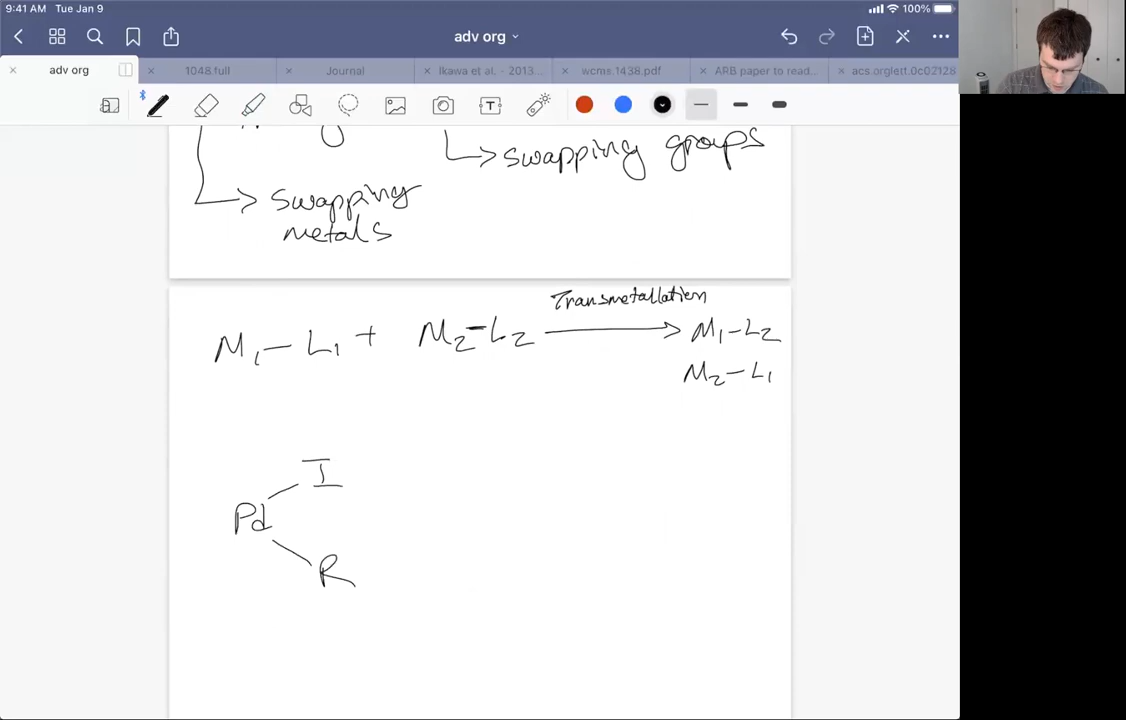 9:41 AM Tue Jan 9
100%
adv org
adv org
1048.full
Journal
Ikawa et al. - 2013...
wcms.1438.pdf
ARB paper to read...
acs.orglett.0c02128
T
swapping groups
swapping
metals
Transmetallation
M₁—L₁ + M₂—L₂ → M₁—L₂
M₂—L₁
I
Pd
R